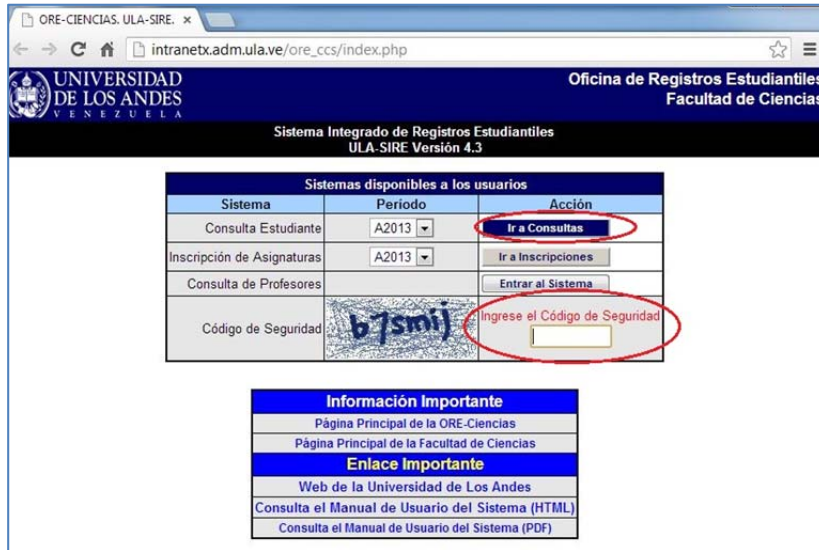 ORE-CIENCIAS. ULA-SIRE.
intranetx.adm.ula.ve/ore_ccs/index.php
UNIVERSIDAD
DE LOS ANDES
VENEZUELA
Oficina de Registros Estudiantiles
Facultad de Ciencias
Sistema Integrado de Registros Estudiantiles
ULA-SIRE Versión 4.3
Sistemas disponibles a los usuarios
Sistema Periodo Acción
Consulta Estudiante A2013 Ir a Consultas
Inscripción de Asignaturas A2013 Ir a Inscripciones
Consulta de Profesores Entrar al Sistema
Código de Seguridad b7smij Ingrese el Código de Seguridad
Información Importante
Página Principal de la ORE-Ciencias
Página Principal de la Facultad de Ciencias
Enlace Importante
Web de la Universidad de Los Andes
Consulta el Manual de Usuario del Sistema (HTML)
Consulta el Manual de Usuario del Sistema (PDF)